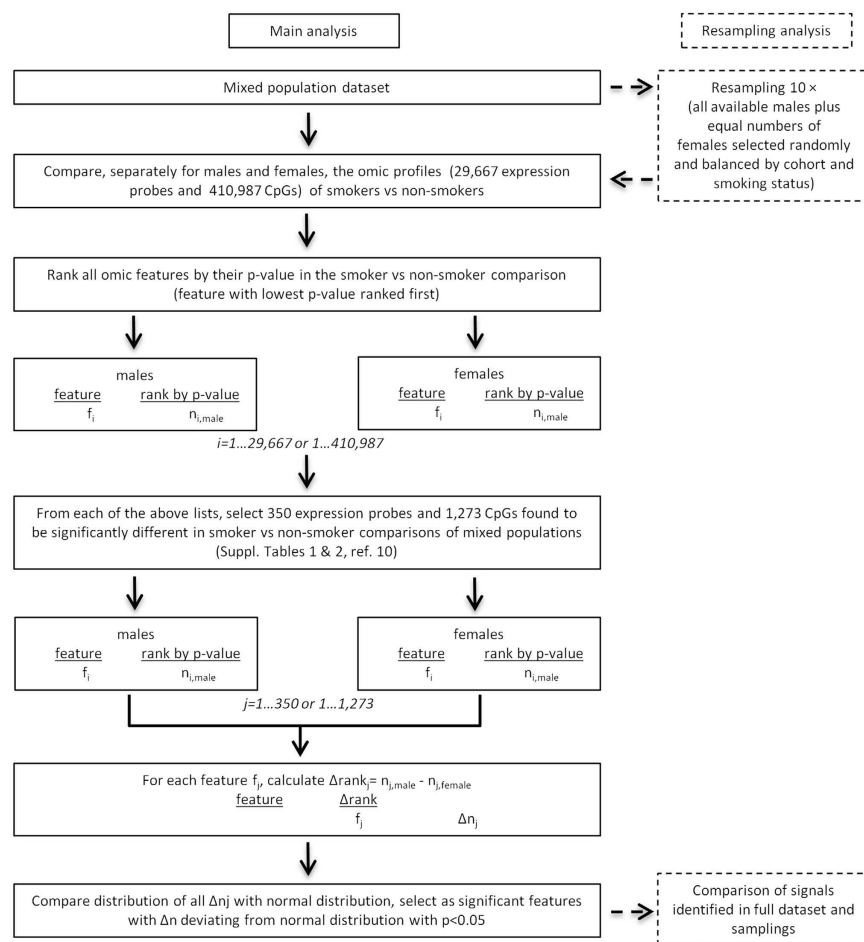 Main analysis
Resampling analysis
Mixed population dataset
Resampling 10 ×
(all available males plus
equal numbers of
females selected randomly
and balanced by cohort and
smoking status)
Compare, separately for males and females, the omic profiles (29,667 expression
probes and 410,987 CpGs) of smokers vs non-smokers
Rank all omic features by their p-value in the smoker vs non-smoker comparison
(feature with lowest p-value ranked first)
males
feature rank by p-value
fi ni,male
females
feature rank by p-value
fi ni,male
i=1...29,667 or 1...410,987
From each of the above lists, select 350 expression probes and 1,273 CpGs found to
be significantly different in smoker vs non-smoker comparisons of mixed populations
(Suppl. Tables 1 & 2, ref. 10)
males
feature rank by p-value
fi ni,male
females
feature rank by p-value
fi ni,male
j=1...350 or 1...1,273
For each feature fj, calculate Δrankj= nj,male - nj,female
feature Δrank
fj Δnj
Compare distribution of all Δnj with normal distribution, select as significant features
with Δn deviating from normal distribution with p<0.05
Comparison of signals
identified in full dataset and
samplings